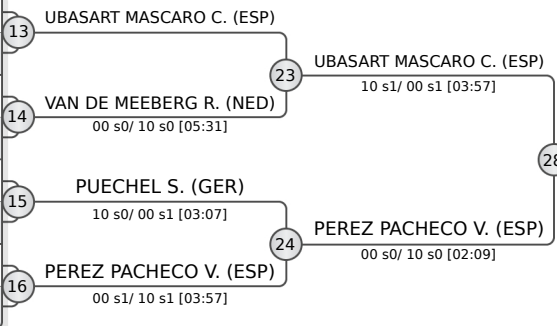 13
UBASART MASCARO C. (ESP)
23
UBASART MASCARO C. (ESP)
10 s1/ 00 s1 [03:57]
14
VAN DE MEEBERG R. (NED)
00 s0/ 10 s0 [05:31]
28
15
PUECHEL S. (GER)
10 s0/ 00 s1 [03:07]
24
PEREZ PACHECO V. (ESP)
00 s0/ 10 s0 [02:09]
16
PEREZ PACHECO V. (ESP)
00 s1/ 10 s1 [03:57]